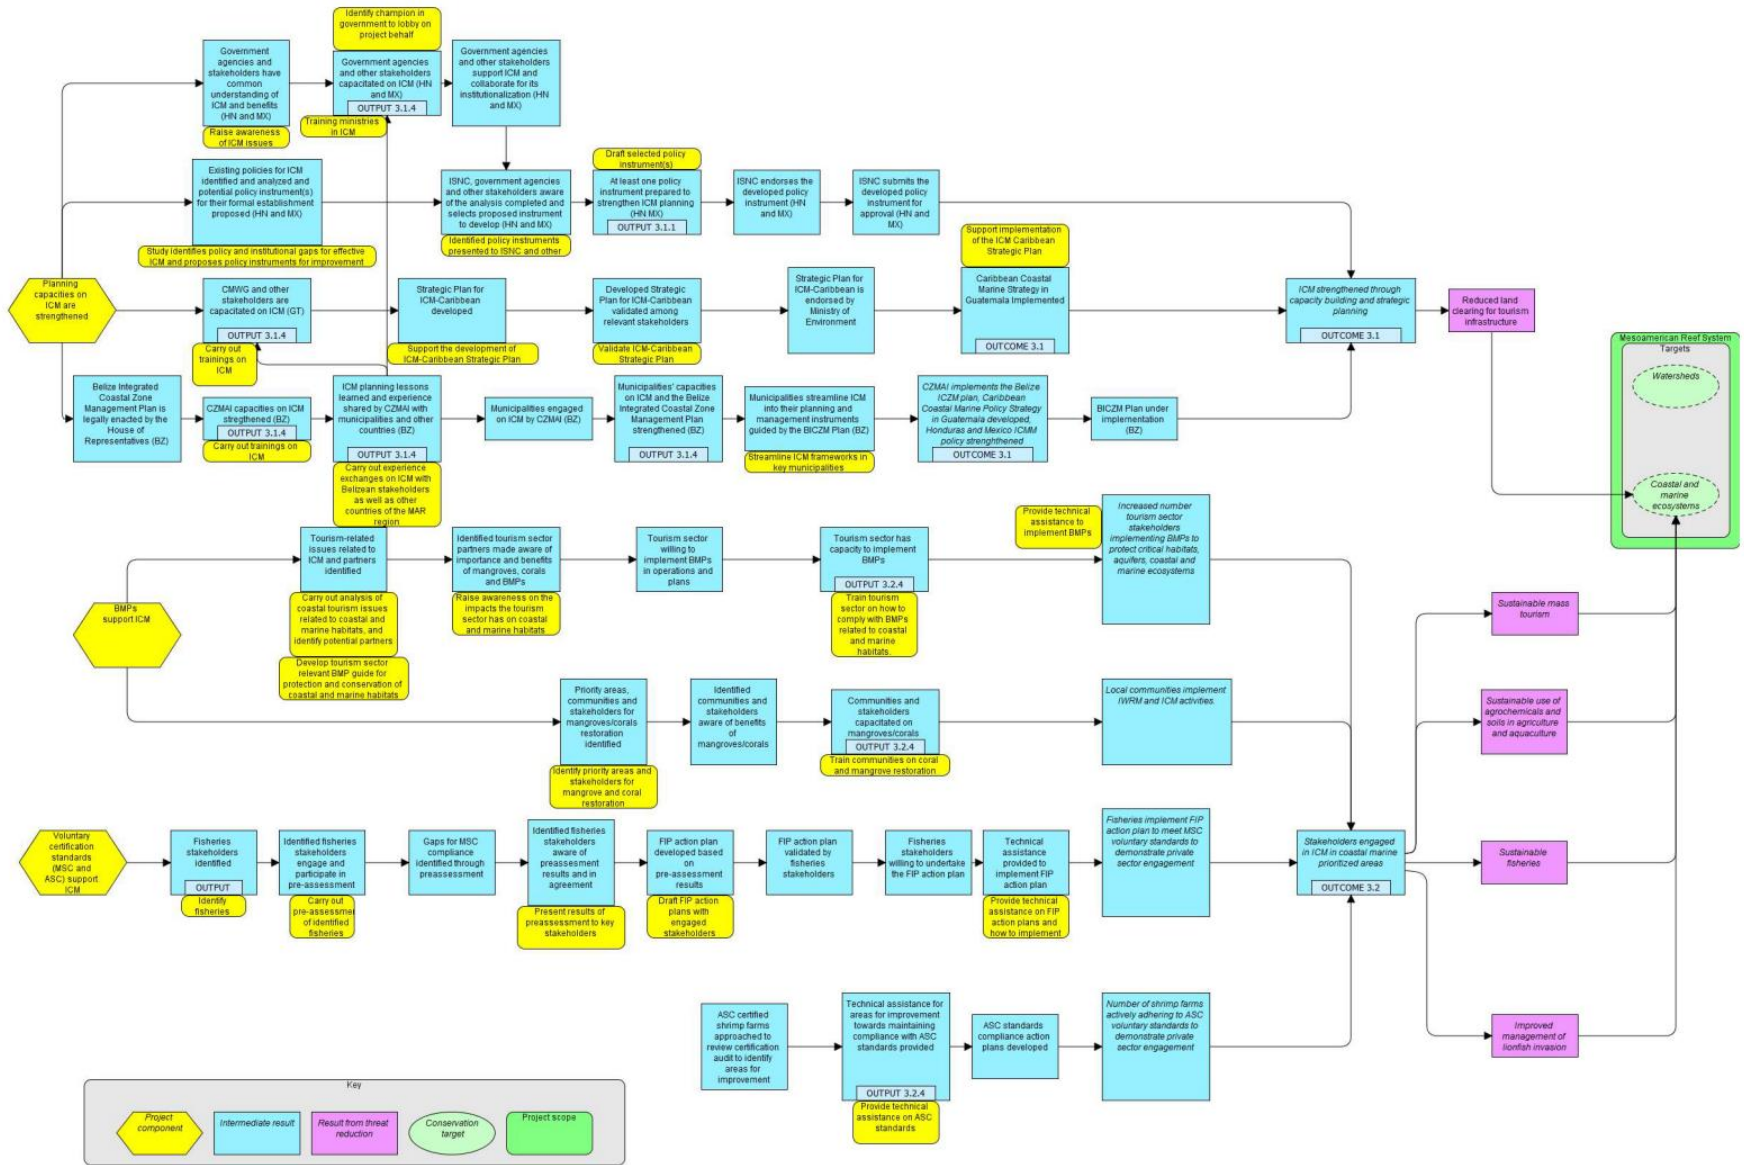 Identify champion in
government to lobby on
project behalf
Government
agencies and
stakeholders have
common
understanding of
ICM and benefits
(HN and MX)
Raise awareness
of ICM issues
Government agencies
and other stakeholders
capacitated on ICM (HN
and MX)
OUTPUT 3.1.4
Training ministries
in ICM
Government agencies
and other stakeholders
support ICM and
collaborate for its
institutionalization (HN
and MX)
Existing policies for ICM
identified and analyzed and
potential policy instrument(s)
for their formal establishment
proposed (HN and MX)
Study identifies policy and institutional gaps for effective
ICM and proposes policy instruments for improvement
ISNC, government agencies
and other stakeholders aware
of the analysis completed and
selects proposed instrument
to develop (HN and MX)
Identified policy instruments
presented to ISNC and other
Draft selected policy
instrument(s)
At least one policy
instrument prepared to
strengthen ICM planning
(HN MX)
OUTPUT 3.1.1
ISNC endorses the
developed policy
instrument (HN
and MX)
ISNC submits the
developed policy
instrument for
approval (HN and
MX)
Planning
capacities on
ICM are
strengthened
CMWG and other
stakeholders are
capacitated on ICM (GT)
OUTPUT 3.1.4
Carry out
trainings on
ICM
Strategic Plan for
ICM-Caribbean
developed
Support the development of
ICM-Caribbean Strategic Plan
Developed Strategic
Plan for ICM-Caribbean
validated among
relevant stakeholders
Validate ICM-Caribbean
Strategic Plan
Strategic Plan for
ICM-Caribbean is
endorsed by
Ministry of
Environment
Support implementation
of the ICM Caribbean
Strategic Plan
Caribbean Coastal
Marine Strategy in
Guatemala Implemented
OUTCOME 3.1
ICM strengthened through
capacity building and strategic
planning
OUTCOME 3.1
Reduced land
clearing for tourism
infrastructure
Mesoamerican Reef System
Targets
Watersheds
Coastal and
marine
ecosystems
Belize Integrated
Coastal Zone
Management Plan is
legally enacted by the
House of
Representatives (BZ)
CZMAI capacities on ICM
stregthened (BZ)
OUTPUT 3.1.4
Carry out trainings on
ICM
ICM planning lessons
learned and experience
shared by CZMAI with
municipalities and other
countries (BZ)
OUTPUT 3.1.4
Carry out experience
exchanges on ICM with
Belizean stakeholders
as well as other
countries of the MAR
region
Municipalities engaged
on ICM by CZMAI (BZ)
Municipalities' capacities
on ICM and the Belize
Integrated Coastal Zone
Management Plan
strengthened (BZ)
OUTPUT 3.1.4
Municipalities streamline ICM
into their planning and
management instruments
guided by the BICZM Plan (BZ)
Streamline ICM frameworks in
key municipalities
CZMAI implements the Belize
ICZM plan, Caribbean
Coastal Marine Policy Strategy
in Guatemala developed,
Honduras and Mexico ICMM
policy strenghthened
OUTCOME 3.1
BICZM Plan under
implementation
(BZ)
BMPs
support ICM
Tourism-related
issues related to
ICM and partners
identified
Carry out analysis of
coastal tourism issues
related to coastal and
marine habitats, and
identify potential partners
Develop tourism sector
relevant BMP guide for
protection and conservation of
coastal and marine habitats
Identified tourism sector
partners made aware of
importance and benefits
of mangroves, corals
and BMPs
Raise awareness on the
impacts the tourism
sector has on coastal
and marine habitats
Tourism sector
willing to
implement BMPs
in operations and
plans
Tourism sector has
capacity to implement
BMPs
OUTPUT 3.2.4
Train tourism
sector on how to
comply with BMPs
related to coastal
and marine
habitats.
Provide technical
assistance to
implement BMPs
Increased number
tourism sector
stakeholders
implementing BMPs to
protect critical habitats,
aquifers, coastal and
marine ecosystems
Priority areas,
communities and
stakeholders for
mangroves/corals
restoration
identified
Identify priority areas and
stakeholders for
mangrove and coral
restoration
Identified
communities and
stakeholders
aware of benefits
of
mangroves/corals
Communities and
stakeholders
capacitated on
mangroves/corals
OUTPUT 3.2.4
Train communities on coral
and mangrove restoration
Local communities implement
IWRM and ICM activities.
Sustainable mass
tourism
Sustainable use of
agrochemicals and
soils in agriculture
and aquaculture
Voluntary
certification
standards
(MSC and
ASC) support
ICM
Fisheries
stakeholders
identified
OUTPUT
Identify
fisheries
Identified fisheries
stakeholders
engage and
participate in
pre-assessment
Carry out
pre-assessmen
of identified
fisheries
Gaps for MSC
compliance
identified through
preassessment
Identified fisheries
stakeholders
aware of
preassesment
results and in
agreement
Present results of
preassessment to key
stakeholders
FIP action plan
developed based
on
pre-assessment
results
Draft FIP action
plans with
engaged
stakeholders
FIP action plan
validated by
fisheries
stakeholders
Fisheries
stakeholders
willing to undertake
the FIP action plan
Technical
assistance
provided to
implement FIP
action plan
Provide technical
assistance on FIP
action plans and
how to implement
Fisheries implement FIP
action plan to meet MSC
voluntary standards to
demonstrate private
sector engagement
Stakeholders engaged
in ICM in coastal marine
prioritized areas
OUTCOME 3.2
Sustainable
fisheries
ASC certified
shrimp farms
approached to
review certification
audit to identify
areas for
improvement
Technical assistance for
areas for improvement
towards maintaining
compliance with ASC
standards provided
OUTPUT 3.2.4
Provide technical
assistance on ASC
standards
ASC standards
compliance action
plans developed
Number of shrimp farms
actively adhering to ASC
voluntary standards to
demonstrate private
sector engagement
Improved
management of
lionfish invasion
Key
Project
component
Intermediate result
Result from threat
reduction
Conservation
target
Project scope